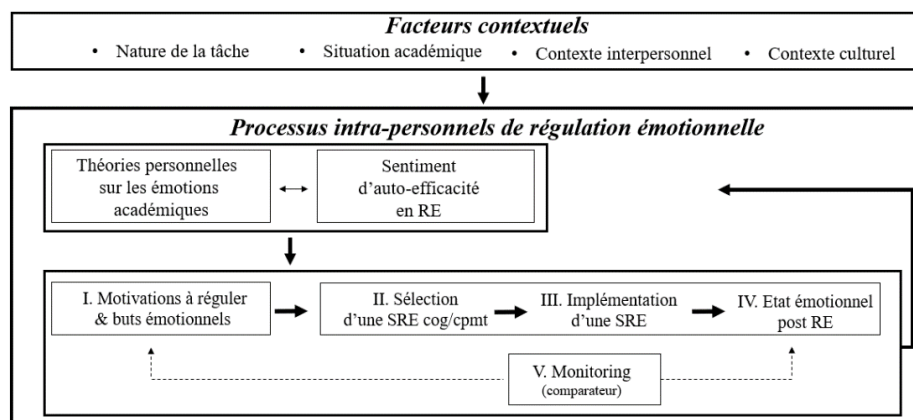 Facteurs contextuels
• Nature de la tâche • Situation académique • Contexte interpersonnel • Contexte culturel
Processus intra-personnels de régulation émotionnelle
Théories personnelles
sur les émotions
académiques
Sentiment
d’auto-efficacité
en RE
I. Motivations à réguler
& buts émotionnels
II. Sélection
d’une SRE cog/cpmt
III. Implémentation
d’une SRE
IV. Etat émotionnel
post RE
V. Monitoring
(comparateur)